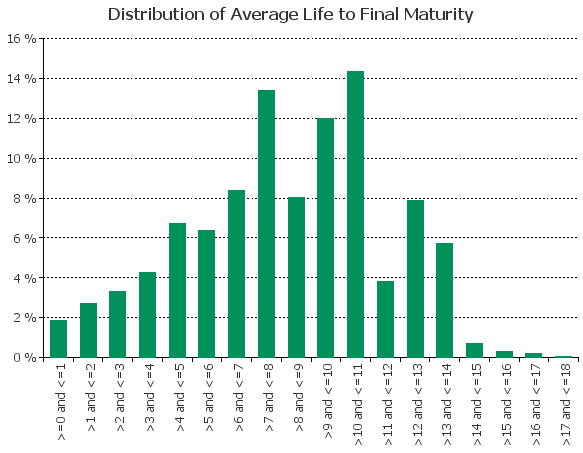 Distribution of Average Life to Final Maturity
16 %
14 %
12 %
10 %
8 %
6 %
4 %
2 %
0 %
>=0 and <=1
>1 and <=2
>2 and <=3
>3 and <=4
>4 and <=5
>5 and <=6
>6 and <=7
>7 and <=8
>8 and <=9
>9 and <=10
>10 and <=11
>11 and <=12
>12 and <=13
>13 and <=14
>14 and <=15
>15 and <=16
>16 and <=17
>17 and <=18